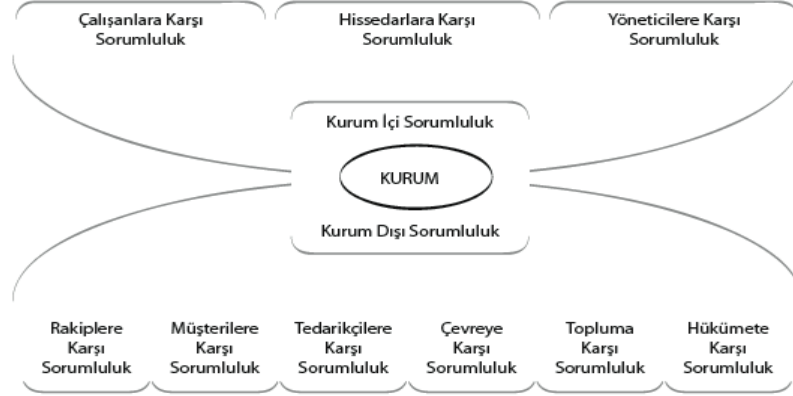 Çalışanlara Karşı
Sorumluluk
Hissedarlara Karşı
Sorumluluk
Yöneticilere Karşı
Sorumluluk
Kurum İçi Sorumluluk
KURUM
Kurum Dışı Sorumluluk
Rakiplere
Karşı
Sorumluluk
Müşterilere
Karşı
Sorumluluk
Tedarikçilere
Karşı
Sorumluluk
Çevreye
Karşı
Sorumluluk
Topluma
Karşı
Sorumluluk
Hükümete
Karşı
Sorumluluk